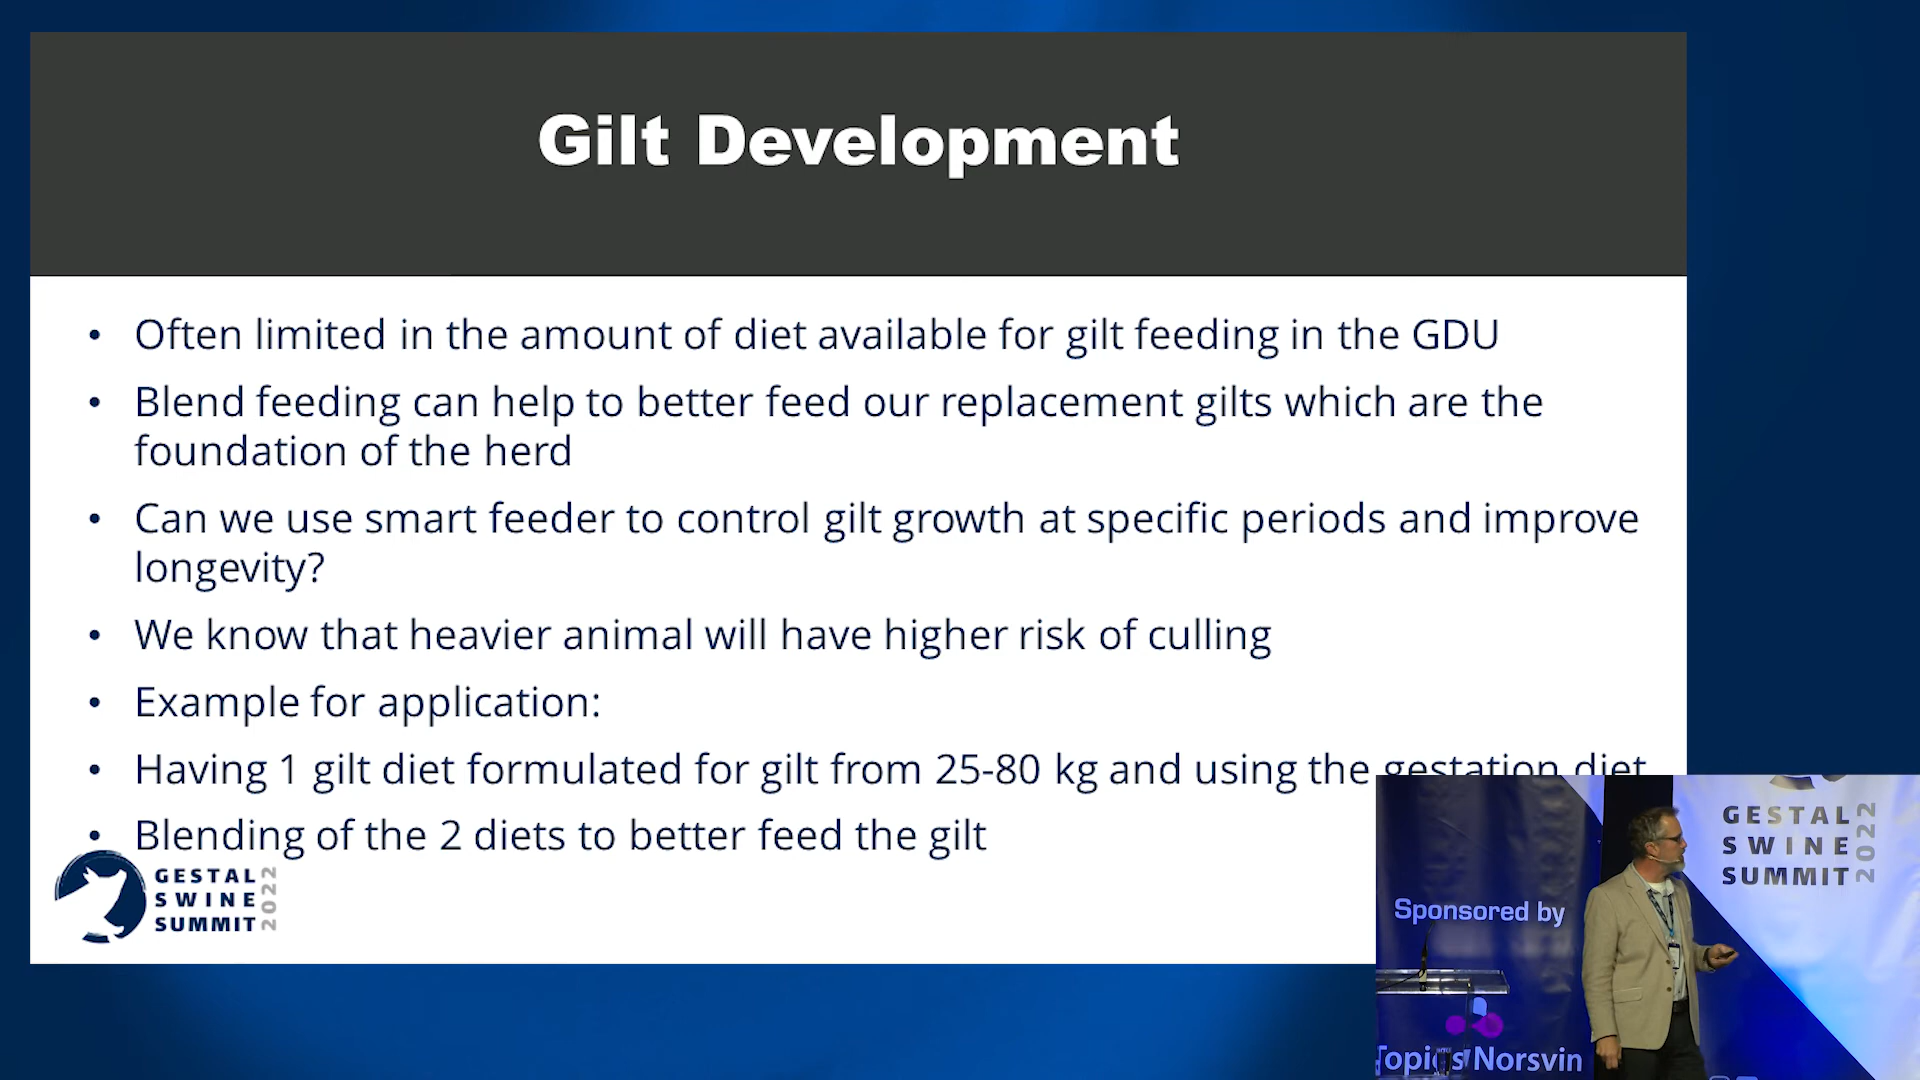 Gilt Development
• Often limited in the amount of diet available for gilt feeding in the GDU
• Blend feeding can help to better feed our replacement gilts which are the
foundation of the herd
• Can we use smart feeder to control gilt growth at specific periods and improve
longevity?
• We know that heavier animal will have higher risk of culling
• Example for application:
• Having 1 gilt diet formulated for gilt from 25-80 kg and using the gestation diet
• Blending of the 2 diets to better feed the gilt
GESTAL
SWINE
SUMMIT
2022
GESTAL
SWINE
SUMMIT
2022
Sponsored by
Topigs Norsvin